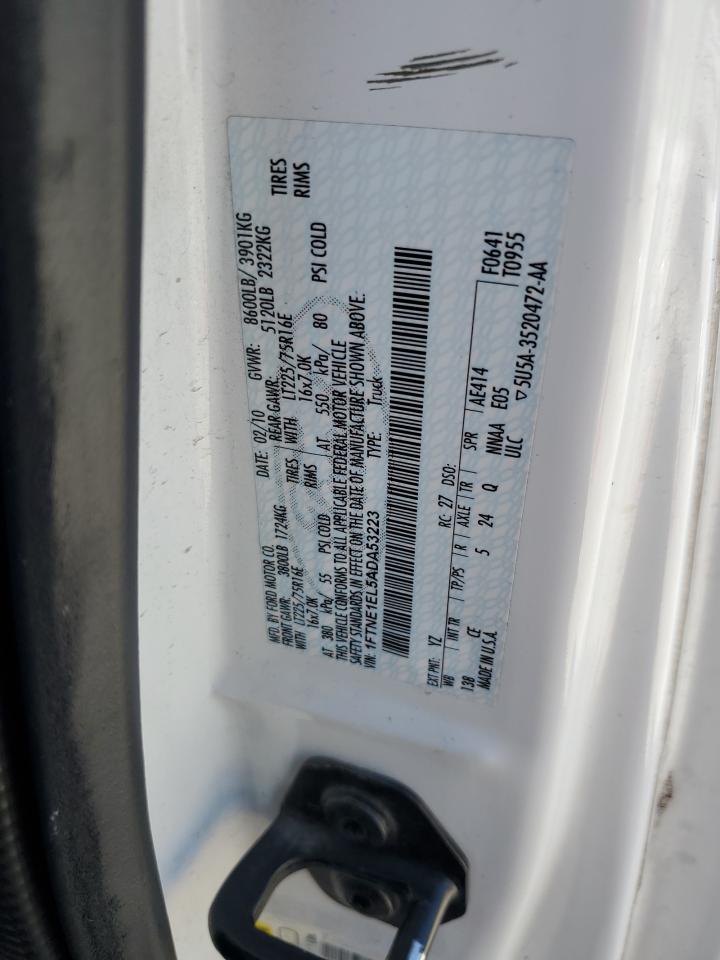 MFD. BY FORD MOTOR CO. DATE: 02/10 GVWR: 8600LB/ 3901KG
FRONT GAWR: 3800LB 1724KG REAR GAWR: 5120LB 2322KG
WITH LT225/75R16E TIRES WITH LT225/75R16E TIRES
16x7.0K RIMS 16x7.0K RIMS
AT 380 kPa/ 55 PSI COLD AT 550 kPa/ 80 PSI COLD
THIS VEHICLE CONFORMS TO ALL APPLICABLE FEDERAL MOTOR VEHICLE
SAFETY STANDARDS IN EFFECT ON THE DATE OF MANUFACTURE SHOWN ABOVE.
VIN: 1FTNE1EL5ADA53223 TYPE: Truck
EXT PNT: YZ RC: 27 DSO: F0641
WB INT TR TP/PS R AXLE TR SPR AE414 T0955
138 CE 5 24 Q NNAA E05
MADE IN U.S.A. ULC ▽5U5A-3520472-AA